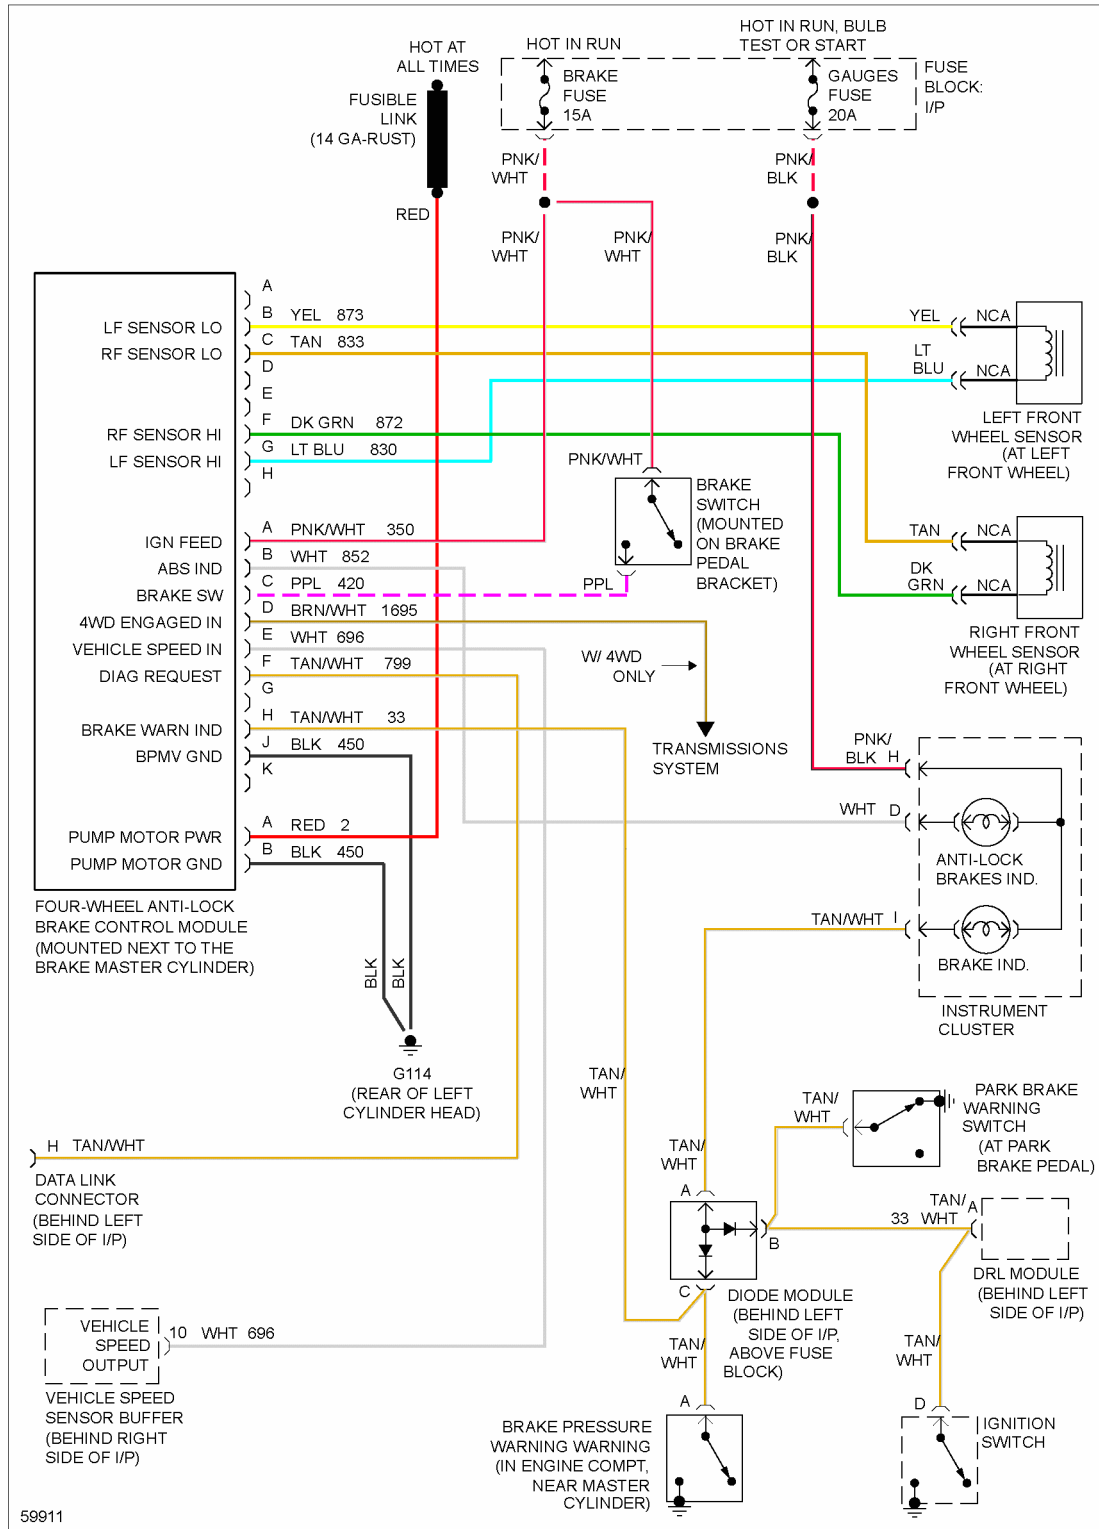 HOT AT
ALL TIMES
HOT IN RUN
HOT IN RUN, BULB
TEST OR START
FUSIBLE
LINK
(14 GA-RUST)
BRAKE
FUSE
15A
GAUGES
FUSE
20A
FUSE
BLOCK:
I/P
PNK/
WHT
PNK/
BLK
RED
PNK/
WHT
PNK/
WHT
PNK/
BLK
A
B
YEL 873
LF SENSOR LO
C
TAN 833
RF SENSOR LO
D
E
F
DK GRN 872
RF SENSOR HI
G
LT BLU 830
LF SENSOR HI
H
YEL
NCA
LT
BLU
NCA
LEFT FRONT
WHEEL SENSOR
(AT LEFT
FRONT WHEEL)
PNK/WHT
BRAKE
SWITCH
(MOUNTED
ON BRAKE
PEDAL
BRACKET)
PPL
A
PNK/WHT 350
IGN FEED
B
WHT 852
ABS IND
C
PPL 420
BRAKE SW
D
BRN/WHT 1695
4WD ENGAGED IN
E
WHT 696
VEHICLE SPEED IN
F
TAN/WHT 799
DIAG REQUEST
G
H
TAN/WHT 33
BRAKE WARN IND
J
BLK 450
BPMV GND
K
A
RED 2
PUMP MOTOR PWR
B
BLK 450
PUMP MOTOR GND
TAN
NCA
DK
GRN
NCA
RIGHT FRONT
WHEEL SENSOR
(AT RIGHT
FRONT WHEEL)
W/ 4WD
ONLY
TRANSMISSIONS
SYSTEM
PNK/
BLK H
WHT D
ANTI-LOCK
BRAKES IND.
TAN/WHT I
BRAKE IND.
INSTRUMENT
CLUSTER
FOUR-WHEEL ANTI-LOCK
BRAKE CONTROL MODULE
(MOUNTED NEXT TO THE
BRAKE MASTER CYLINDER)
BLK
BLK
G114
(REAR OF LEFT
CYLINDER HEAD)
TAN/
WHT
TAN/
WHT
PARK BRAKE
WARNING
SWITCH
(AT PARK
BRAKE PEDAL)
H TAN/WHT
DATA LINK
CONNECTOR
(BEHIND LEFT
SIDE OF I/P)
TAN/
WHT
A
B
C
33
TAN/
WHT
A
DRL MODULE
(BEHIND LEFT
SIDE OF I/P)
DIODE MODULE
(BEHIND LEFT
SIDE OF I/P,
ABOVE FUSE
BLOCK)
VEHICLE
SPEED
OUTPUT
10 WHT 696
VEHICLE SPEED
SENSOR BUFFER
(BEHIND RIGHT
SIDE OF I/P)
TAN/
WHT
A
BRAKE PRESSURE
WARNING WARNING
(IN ENGINE COMPT,
NEAR MASTER
CYLINDER)
TAN/
WHT
D
IGNITION
SWITCH
59911